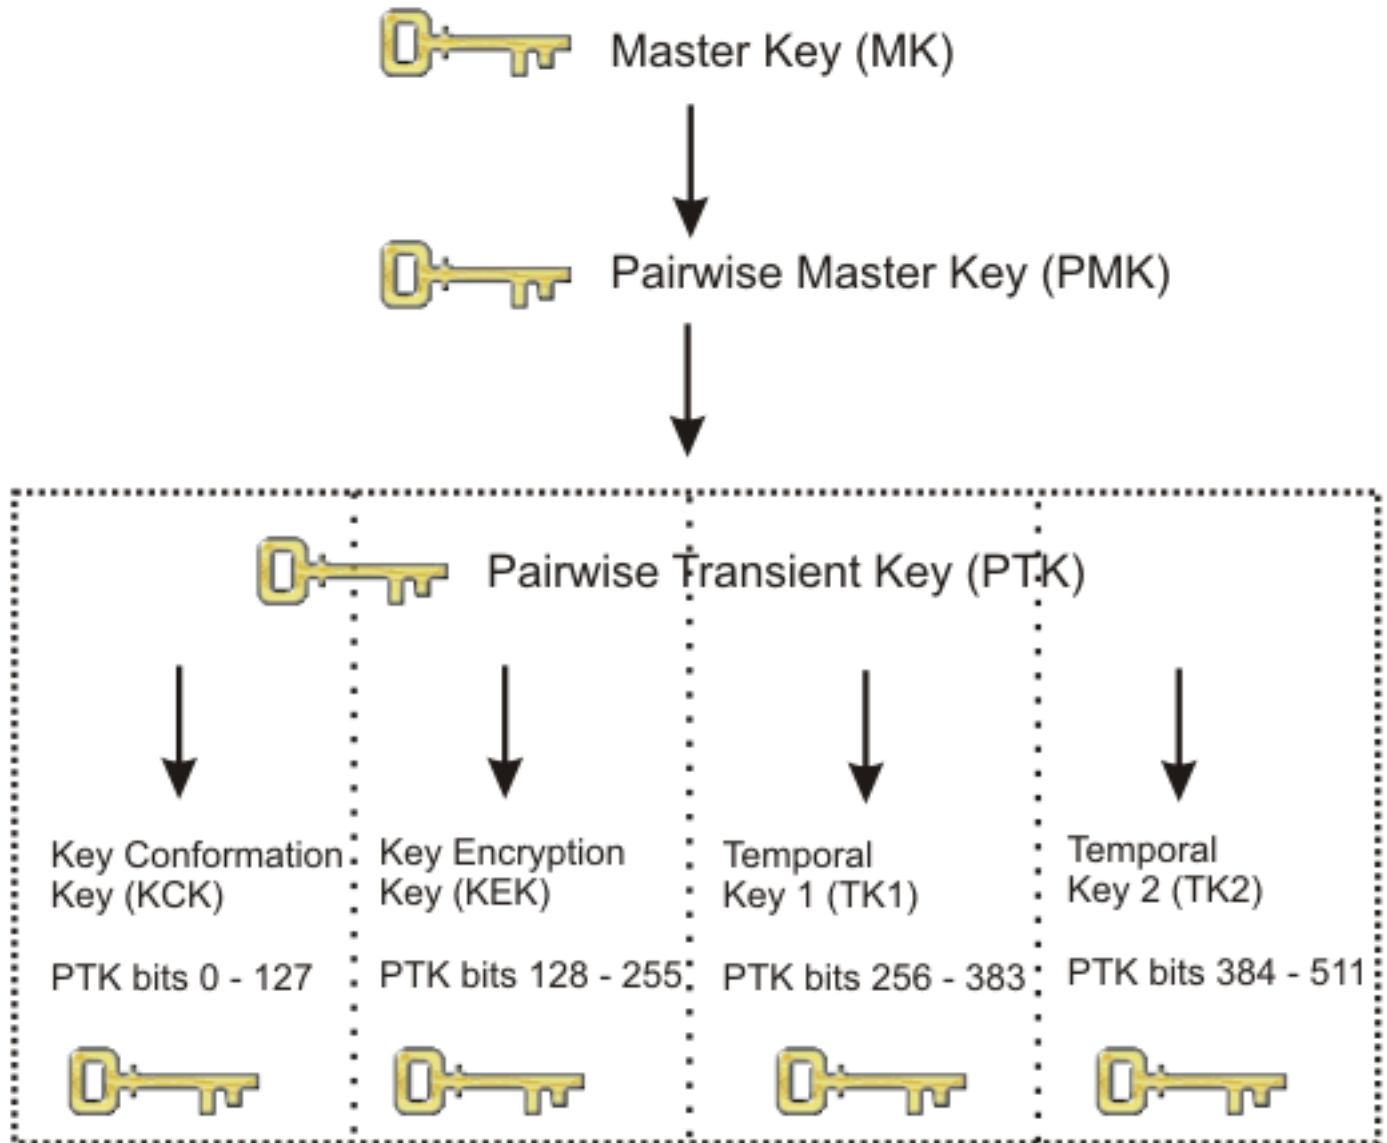 Master Key (MK)
Pairwise Master Key (PMK)
Pairwise Transient Key (PTK)
Key Conformation
Key (KCK)
PTK bits 0 - 127
Key Encryption
Key (KEK)
PTK bits 128 - 255
Temporal
Key 1 (TK1)
PTK bits 256 - 383
Temporal
Key 2 (TK2)
PTK bits 384 - 511